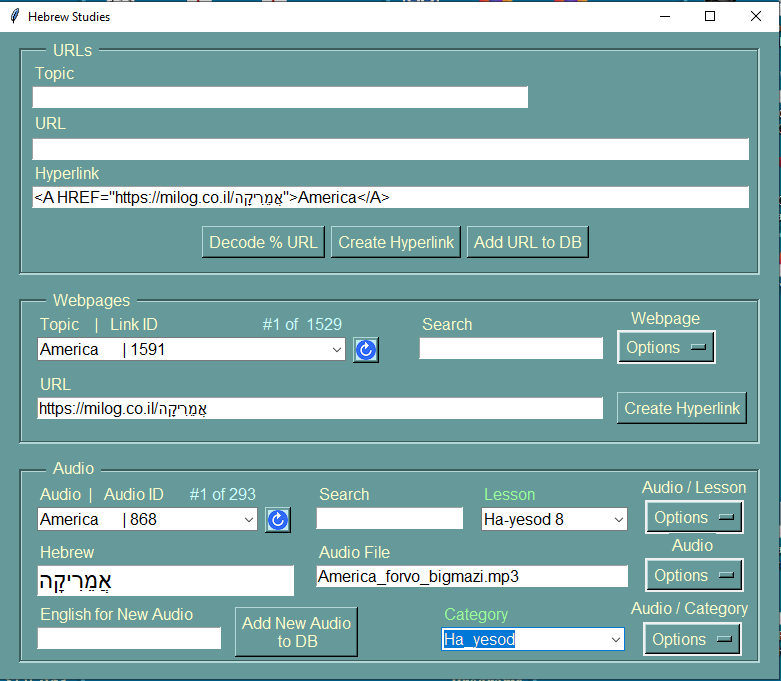 Hebrew Studies
URLs
Topic
URL
Hyperlink
<A HREF="https://milog.co.il/אֲמֵרִיקָה">America</A>
Decode % URL Create Hyperlink Add URL to DB
Webpages
Topic | Link ID #1 of 1529 Search Webpage
America | 1591 Options
URL
https://milog.co.il/אֲמֵרִיקָה Create Hyperlink
Audio
Audio | Audio ID #1 of 293 Search Lesson Audio / Lesson
America | 868 Ha-yesod 8 Options
Hebrew Audio File Audio
אֲמֵרִיקָה America_forvo_bigmazi.mp3 Options
English for New Audio Add New Audio to DB Category Audio / Category
Ha_yesod Options